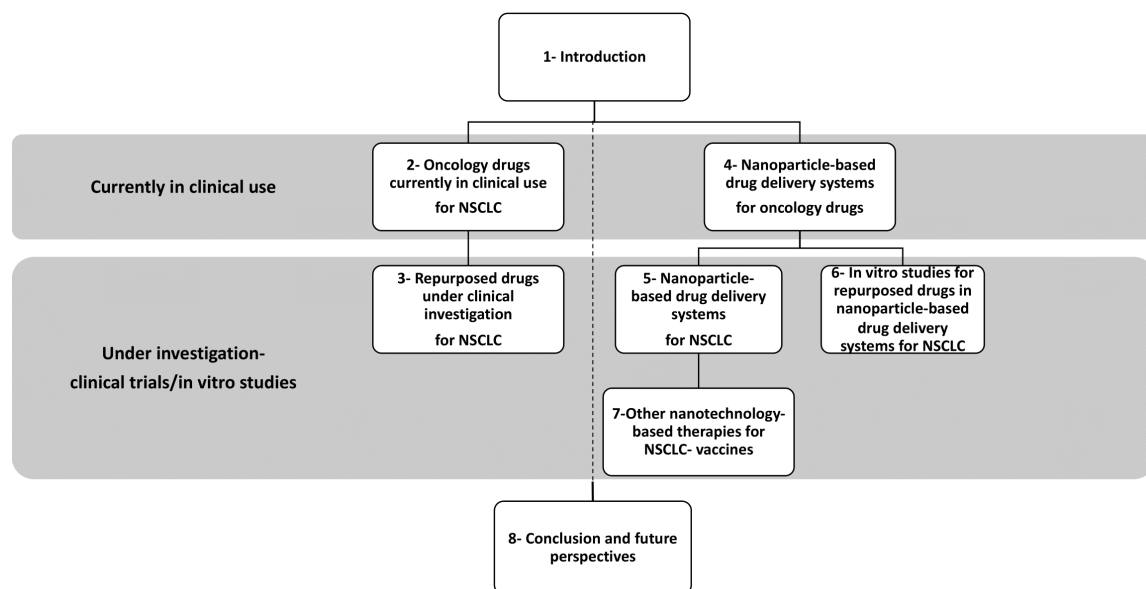 1- Introduction
Currently in clinical use
2- Oncology drugs
currently in clinical use
for NSCLC
4- Nanoparticle-based
drug delivery systems
for oncology drugs
Under investigation-
clinical trials/in vitro studies
3- Repurposed drugs
under clinical
investigation
for NSCLC
5- Nanoparticle-
based drug delivery
systems
for NSCLC
6- In vitro studies for
repurposed drugs in
nanoparticle-based
drug delivery
systems for NSCLC
7-Other nanotechnology-
based therapies for
NSCLC- vaccines
8- Conclusion and future
perspectives